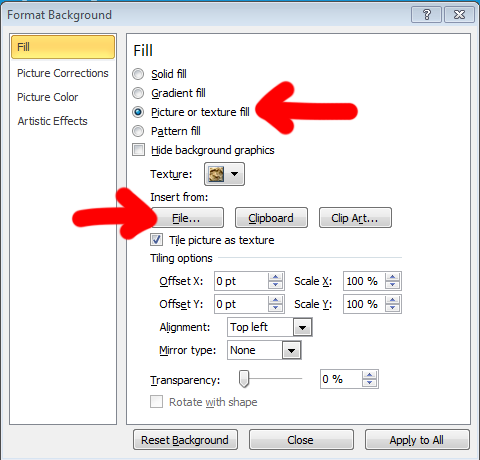 Format Background
Fill
Picture Corrections
Picture Color
Artistic Effects
Fill
Solid fill
Gradient fill
Picture or texture fill
Pattern fill
Hide background graphics
Texture:
Insert from:
File... Clipboard Clip Art...
Tile picture as texture
Tiling options
Offset X: 0 pt Scale X: 100 %
Offset Y: 0 pt Scale Y: 100 %
Alignment: Top left
Mirror type: None
Transparency: 0 %
Rotate with shape
Reset Background Close Apply to All